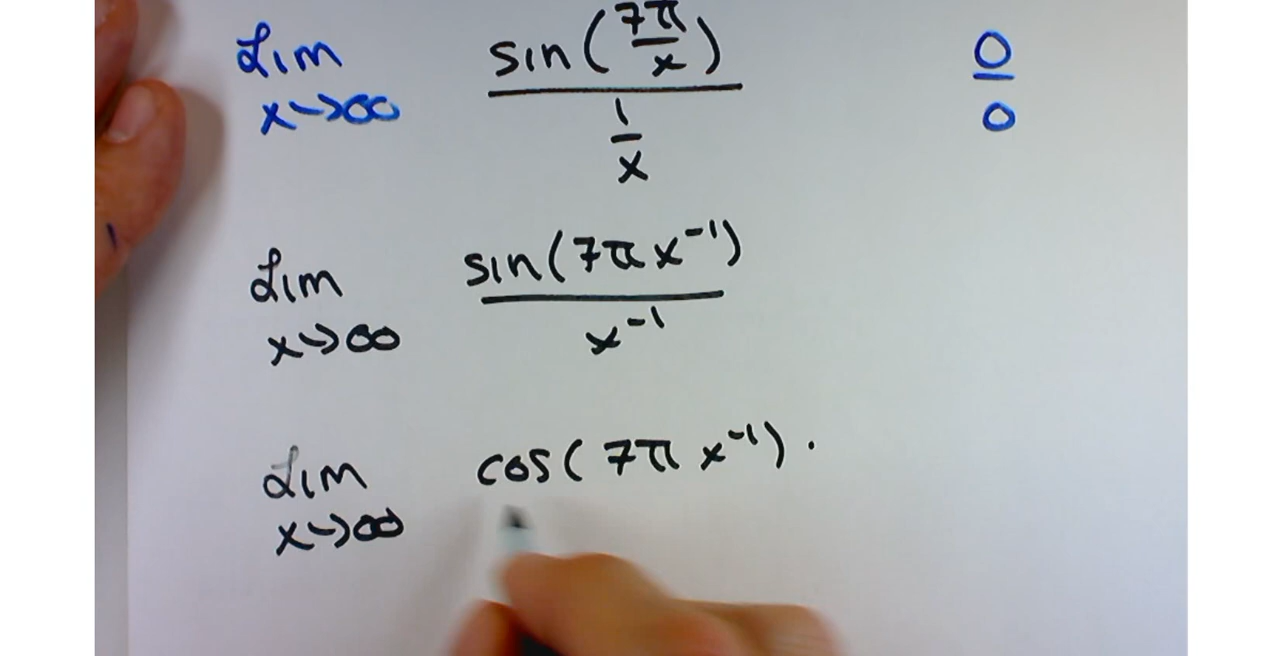 Lim x→∞ sin(7π/x) / (1/x) 0/0
Lim x→∞ sin(7πx⁻¹) / x⁻¹
Lim x→∞ cos(7πx⁻¹) ·